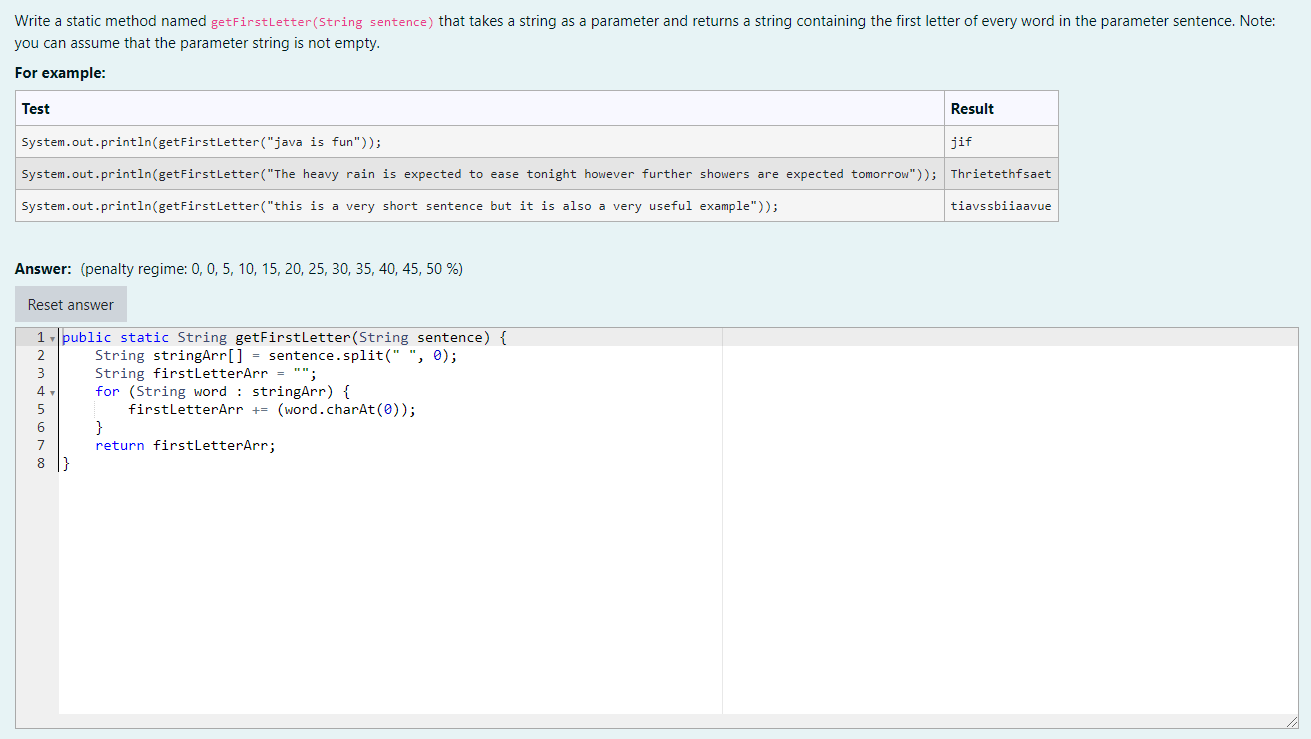 Write a static method named getFirstLetter(String sentence) that takes a string as a parameter and returns a string containing the first letter of every word in the parameter sentence. Note:
you can assume that the parameter string is not empty.
For example:
Test Result
System.out.println(getFirstLetter("java is fun")); jif
System.out.println(getFirstLetter("The heavy rain is expected to ease tonight however further showers are expected tomorrow")); Thrietethfsaet
System.out.println(getFirstLetter("this is a very short sentence but it is also a very useful example")); tiavssbiiaavue
Answer: (penalty regime: 0, 0, 5, 10, 15, 20, 25, 30, 35, 40, 45, 50 %)
Reset answer
1 public static String getFirstLetter(String sentence) {
2     String stringArr[] = sentence.split(" ", 0);
3     String firstLetterArr = "";
4     for (String word : stringArr) {
5         firstLetterArr += (word.charAt(0));
6     }
7     return firstLetterArr;
8 }